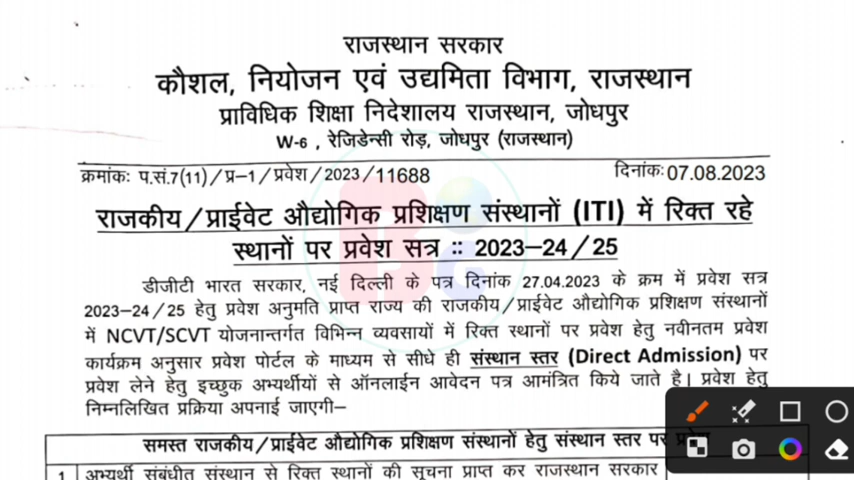 राजस्थान सरकार
कौशल, नियोजन एवं उद्यमिता विभाग, राजस्थान
प्राविधिक शिक्षा निदेशालय राजस्थान, जोधपुर
W-6 , रेजिडेन्सी रोड़, जोधपुर (राजस्थान)
क्रमांकः प.सं.7(11)/प्र–1/प्रवेश/2023/11688 दिनांकः 07.08.2023
राजकीय/प्राईवेट औद्योगिक प्रशिक्षण संस्थानों (ITI) में रिक्त रहे
स्थानों पर प्रवेश सत्र :: 2023–24/25
डीजीटी भारत सरकार, नई दिल्ली के पत्र दिनांक 27.04.2023 के क्रम में प्रवेश सत्र
2023–24/25 हेतु प्रवेश अनुमति प्राप्त राज्य की राजकीय/प्राईवेट औद्योगिक प्रशिक्षण संस्थानों
में NCVT/SCVT योजनान्तर्गत विभिन्न व्यवसायों में रिक्त स्थानों पर प्रवेश हेतु नवीनतम प्रवेश
कार्यक्रम अनुसार प्रवेश पोर्टल के माध्यम से सीधे ही संस्थान स्तर (Direct Admission) पर
प्रवेश लेने हेतु इच्छुक अभ्यर्थीयों से ऑनलाईन आवेदन पत्र आमंत्रित किये जाते है। प्रवेश हेतु
निम्नलिखित प्रक्रिया अपनाई जाएगी–
समस्त राजकीय/प्राईवेट औद्योगिक प्रशिक्षण संस्थानों हेतु संस्थान स्तर पर
1 अभ्यर्थी संबंधीत संस्थान से रिक्त स्थानों की सूचना प्राप्त कर राजस्थान सरकार